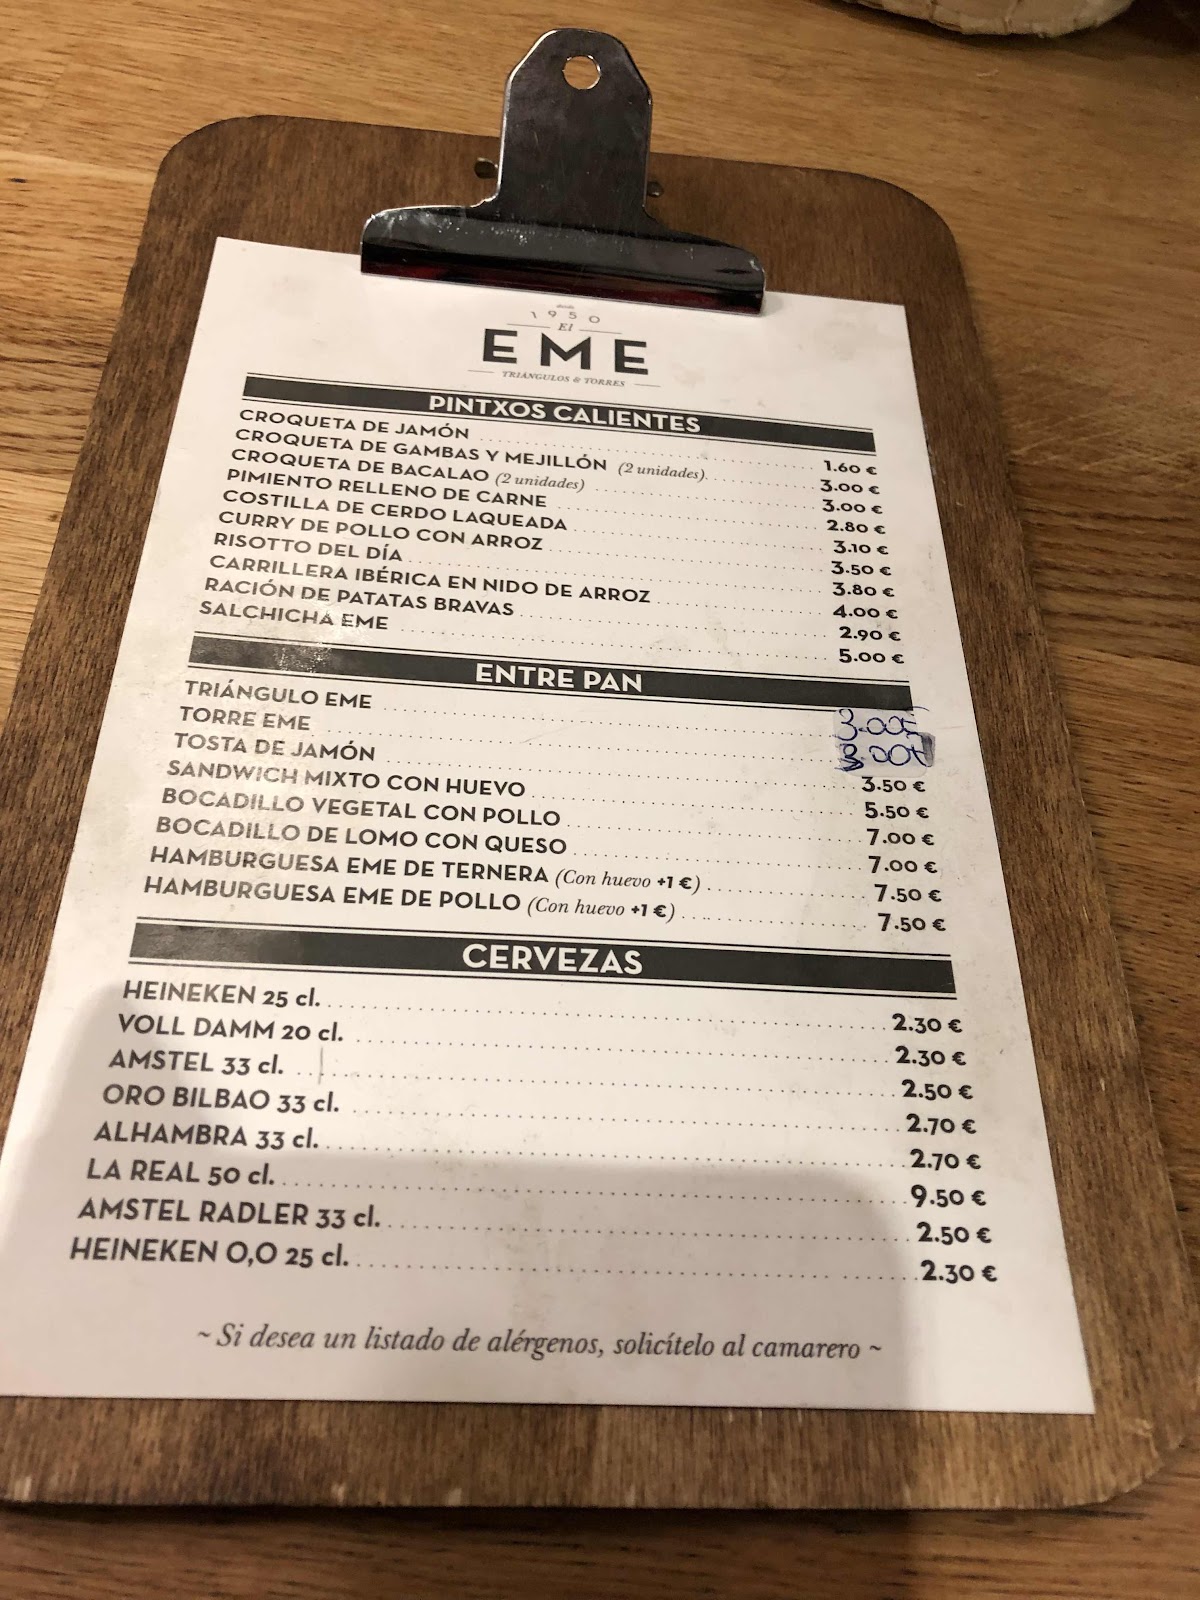 desde
1950
El
EME
TRIÁNGULOS & TORRES
PINTXOS CALIENTES
CROQUETA DE JAMÓN 1.60 €
CROQUETA DE GAMBAS Y MEJILLÓN (2 unidades) 3.00 €
CROQUETA DE BACALAO (2 unidades) 3.00 €
PIMIENTO RELLENO DE CARNE 2.80 €
COSTILLA DE CERDO LAQUEADA 3.10 €
CURRY DE POLLO CON ARROZ 3.50 €
RISOTTO DEL DÍA 3.80 €
CARRILLERA IBÉRICA EN NIDO DE ARROZ 4.00 €
RACIÓN DE PATATAS BRAVAS 2.90 €
SALCHICHA EME 5.00 €
ENTRE PAN
TRIÁNGULO EME 3.00€
TORRE EME 3.00€
TOSTA DE JAMÓN 3.50 €
SANDWICH MIXTO CON HUEVO 5.50 €
BOCADILLO VEGETAL CON POLLO 7.00 €
BOCADILLO DE LOMO CON QUESO 7.00 €
HAMBURGUESA EME DE TERNERA (Con huevo +1 €) 7.50 €
HAMBURGUESA EME DE POLLO (Con huevo +1 €) 7.50 €
CERVEZAS
HEINEKEN 25 cl. 2.30 €
VOLL DAMM 20 cl. 2.30 €
AMSTEL 33 cl. 2.50 €
ORO BILBAO 33 cl. 2.70 €
ALHAMBRA 33 cl. 2.70 €
LA REAL 50 cl. 9.50 €
AMSTEL RADLER 33 cl. 2.50 €
HEINEKEN 0,0 25 cl. 2.30 €
~ Si desea un listado de alérgenos, solicítelo al camarero ~